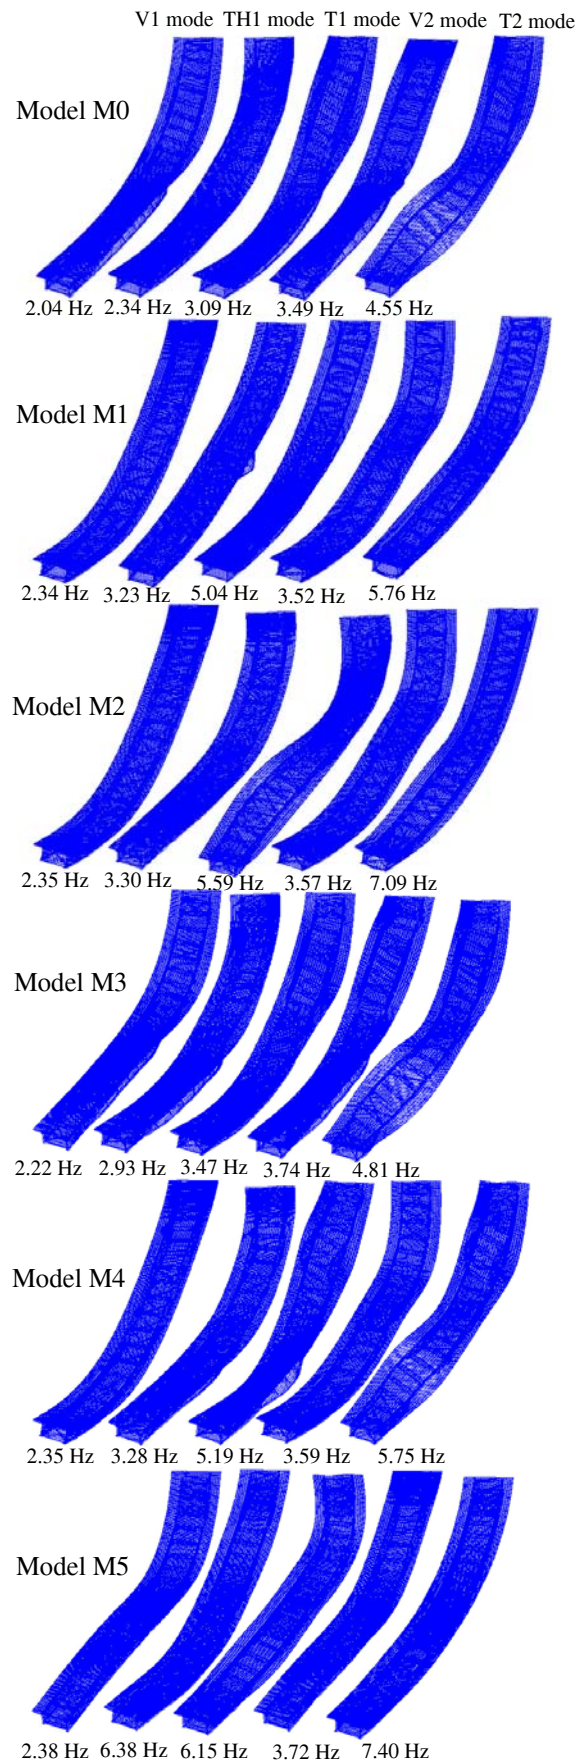 V1 mode TH1 mode T1 mode V2 mode T2 mode
Model M0
2.04 Hz 2.34 Hz 3.09 Hz 3.49 Hz 4.55 Hz
Model M1
2.34 Hz 3.23 Hz 5.04 Hz 3.52 Hz 5.76 Hz
Model M2
2.35 Hz 3.30 Hz 5.59 Hz 3.57 Hz 7.09 Hz
Model M3
2.22 Hz 2.93 Hz 3.47 Hz 3.74 Hz 4.81 Hz
Model M4
2.35 Hz 3.28 Hz 5.19 Hz 3.59 Hz 5.75 Hz
Model M5
2.38 Hz 6.38 Hz 6.15 Hz 3.72 Hz 7.40 Hz